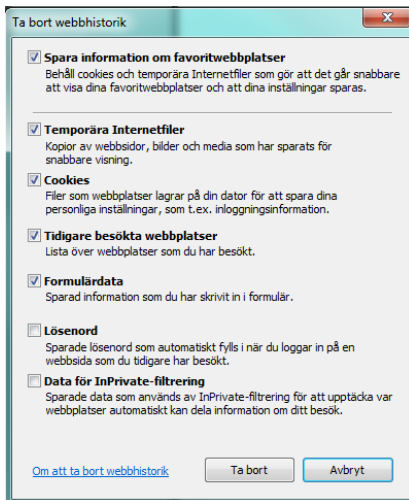 Ta bort webbhistorik
Spara information om favoritwebbplatser
Behåll cookies och temporära Internetfiler som gör att det går snabbare
att visa dina favoritwebbplatser och att dina inställningar sparas.
Temporära Internetfiler
Kopior av webbsidor, bilder och media som har sparats för
snabbare visning.
Cookies
Filer som webbplatser lagrar på din dator för att spara dina
personliga inställningar, som t.ex. inloggningsinformation.
Tidigare besökta webbplatser
Lista över webbplatser som du har besökt.
Formulärdata
Sparad information som du har skrivit in i formulär.
Lösenord
Sparade lösenord som automatiskt fylls i när du loggar in på en
webbsida som du tidigare har besökt.
Data för InPrivate-filtrering
Sparade data som används av InPrivate-filtrering för att upptäcka var
webbplatser automatiskt kan dela information om ditt besök.
Om att ta bort webbhistorik Ta bort Avbryt